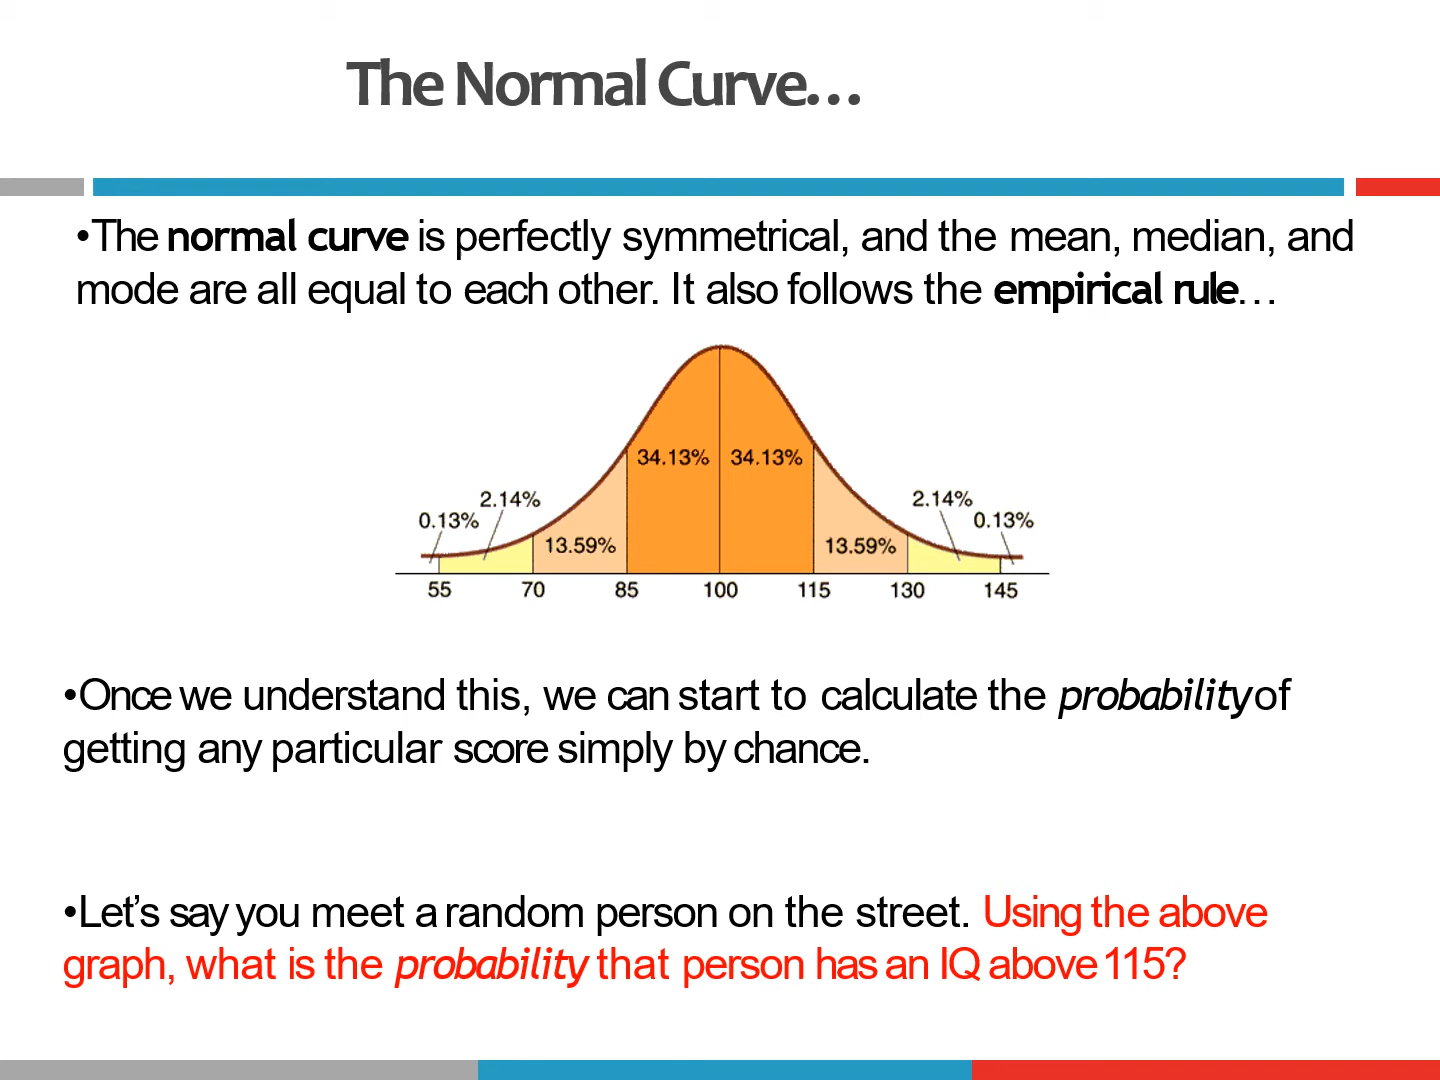 The Normal Curve…
•The normal curve is perfectly symmetrical, and the mean, median, and
mode are all equal to each other. It also follows the empirical rule…
34.13% 34.13%
2.14% 2.14%
0.13% 0.13%
13.59% 13.59%
55 70 85 100 115 130 145
•Once we understand this, we can start to calculate the probability of
getting any particular score simply by chance.
•Let’s say you meet a random person on the street. Using the above
graph, what is the probability that person has an IQ above 115?